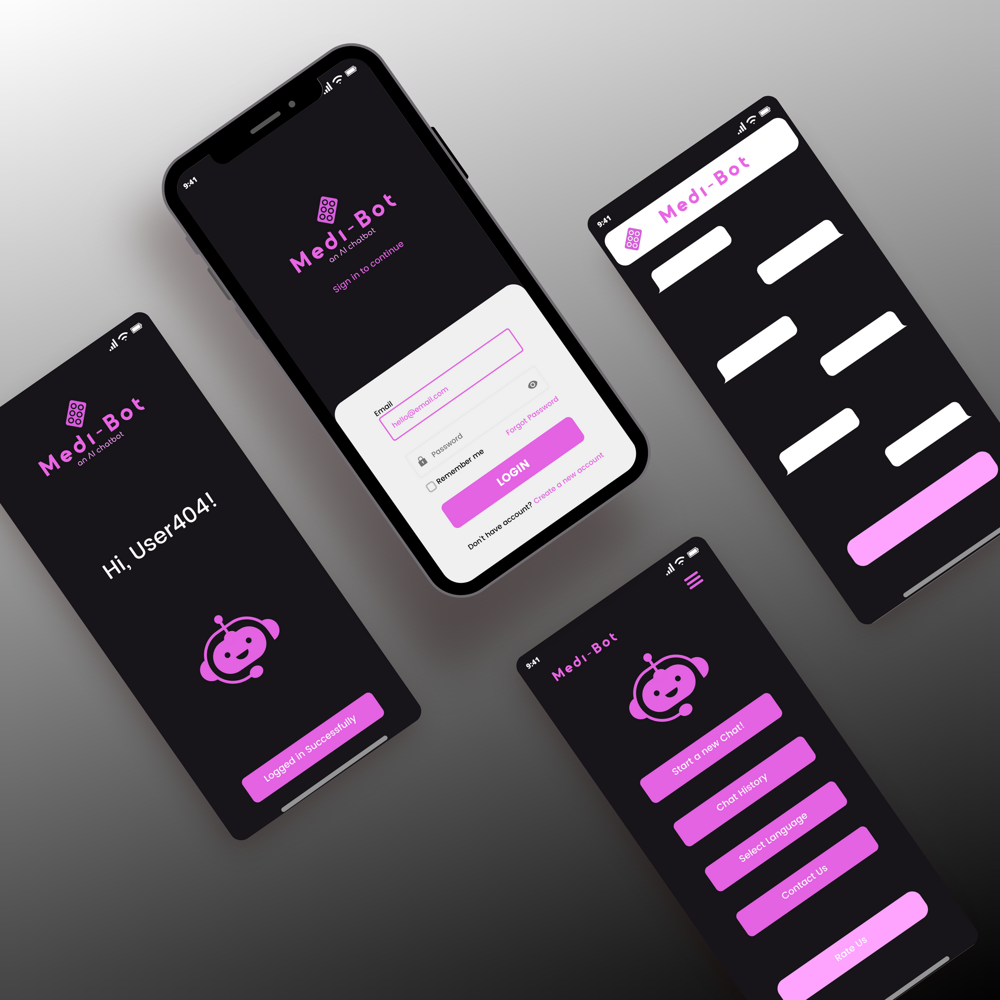 9:41
Medi-Bot
an AI chatbot
Sign in to continue
Email
hello@email.com
Password
Remember me
Forgot Password
LOGIN
Don't have account? Create a new account
Medi-Bot
an AI chatbot
Hi, User404!
Logged in Successfully
9:41
Medi-Bot
9:41
Medi-Bot
Start a new Chat!
Chat History
Select Language
Contact Us
Rate Us